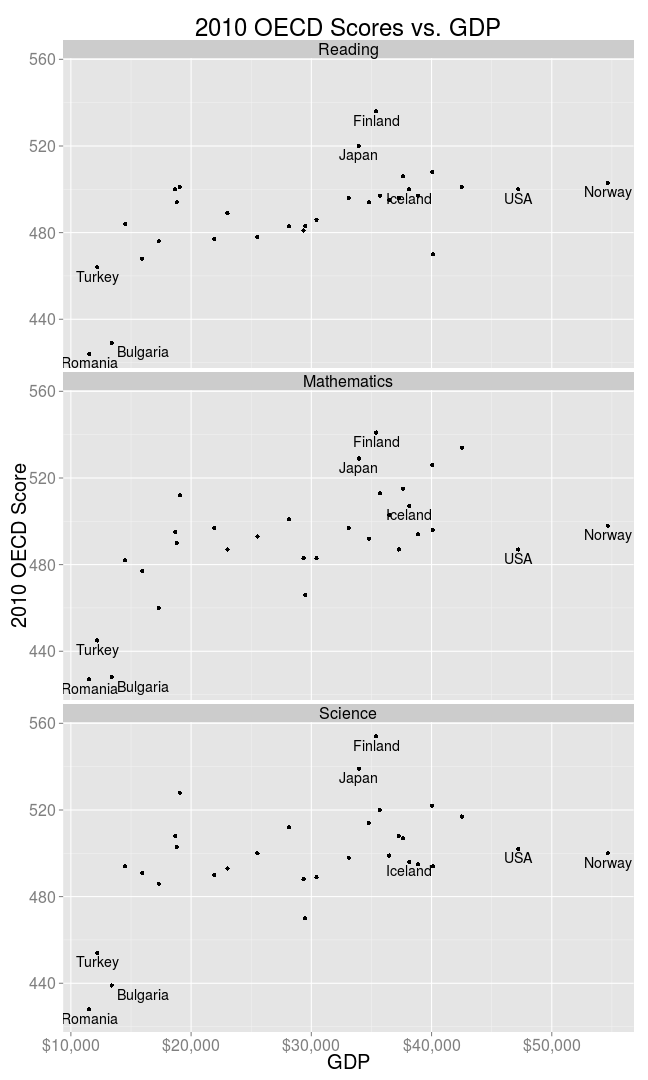 2010 OECD Scores vs. GDP
Reading
560
Finland
520
Japan
Iceland
USA
Norway
480
Turkey
440
Bulgaria
Romania
Mathematics
560
Finland
520
Japan
Iceland
Norway
USA
480
440
Turkey
Romania
Bulgaria
2010 OECD Score
Science
560
Finland
Japan
520
USA
Norway
Iceland
480
Turkey
440
Bulgaria
Romania
$10,000
$20,000
$30,000
$40,000
$50,000
GDP